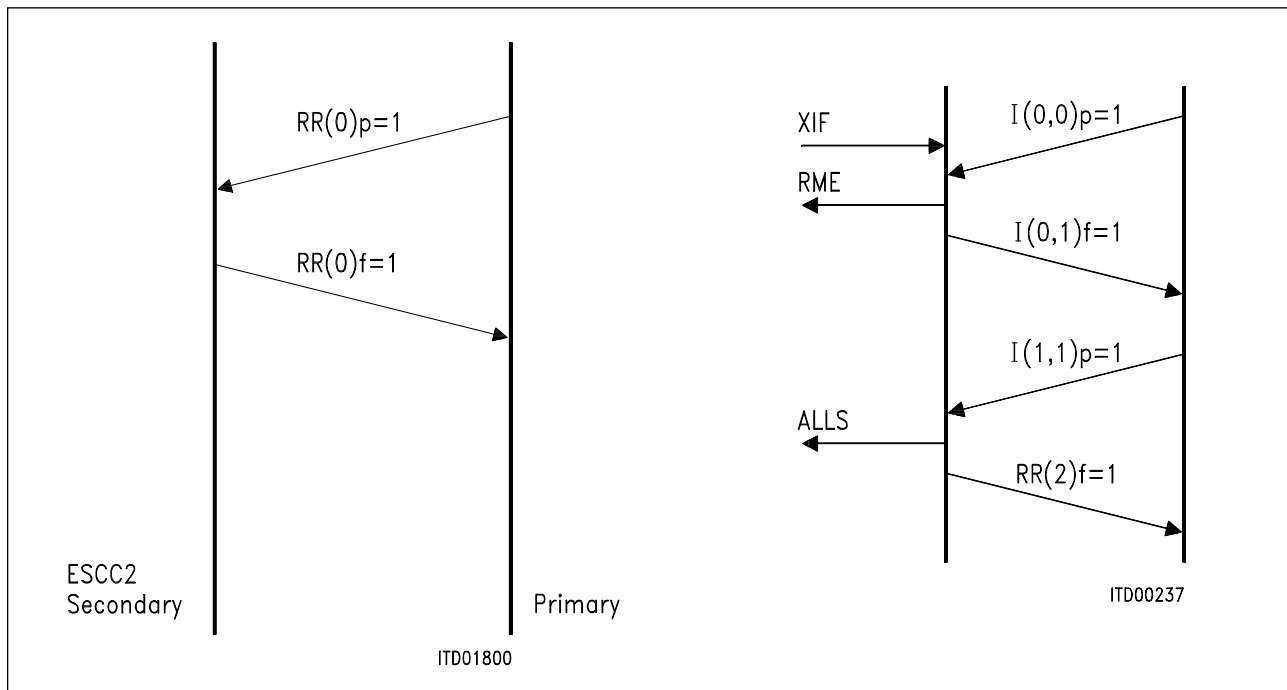 RR(0)p=1
RR(0)f=1
ESCC2
Secondary
Primary
ITD01800
XIF
I(0,0)p=1
RME
I(0,1)f=1
I(1,1)p=1
ALLS
RR(2)f=1
ITD00237